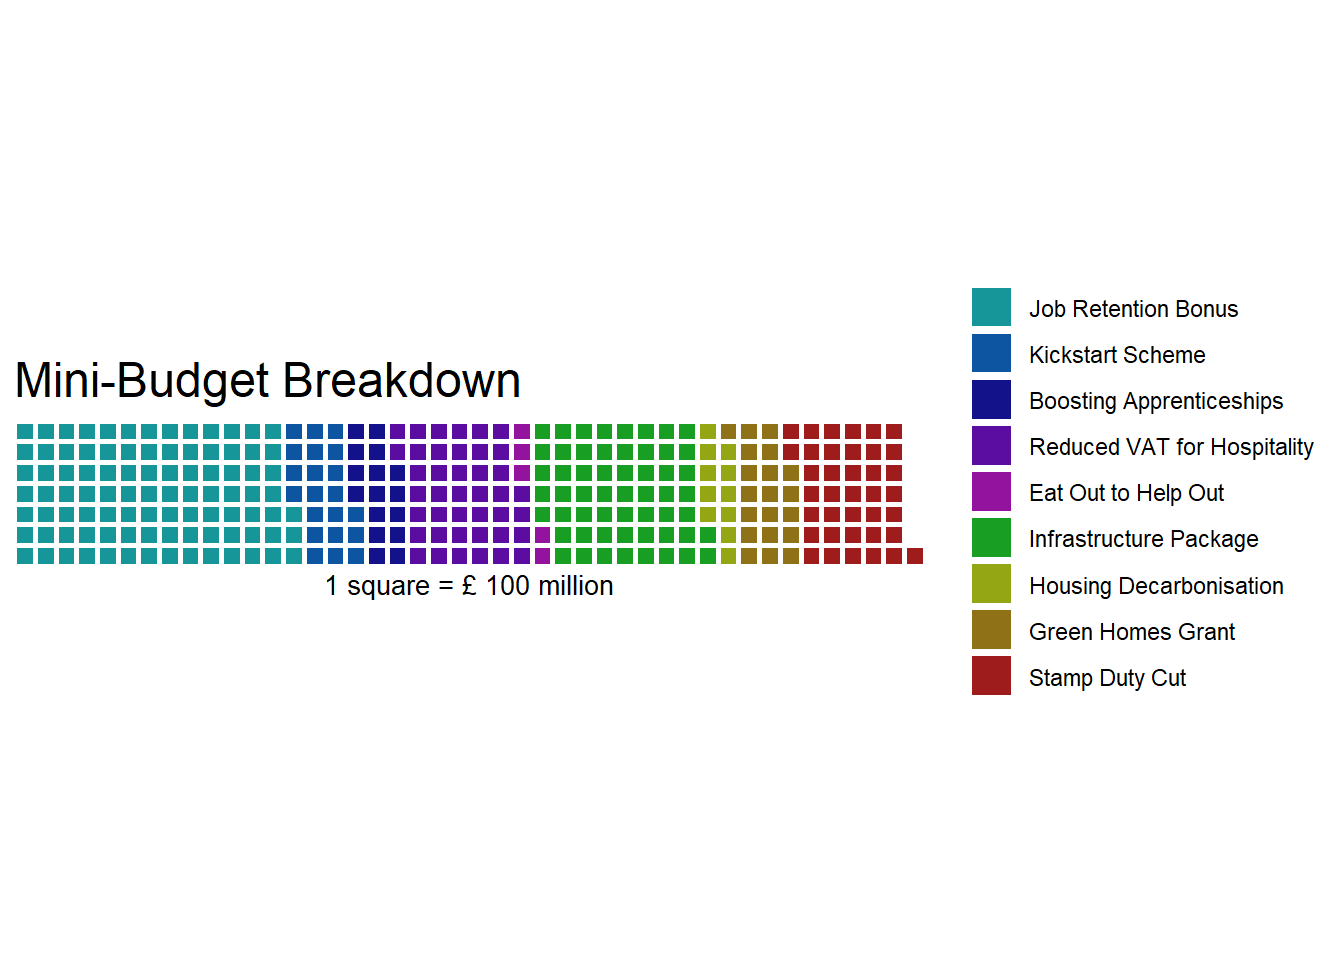 Mini-Budget Breakdown
1 square = £ 100 million
Job Retention Bonus
Kickstart Scheme
Boosting Apprenticeships
Reduced VAT for Hospitality
Eat Out to Help Out
Infrastructure Package
Housing Decarbonisation
Green Homes Grant
Stamp Duty Cut